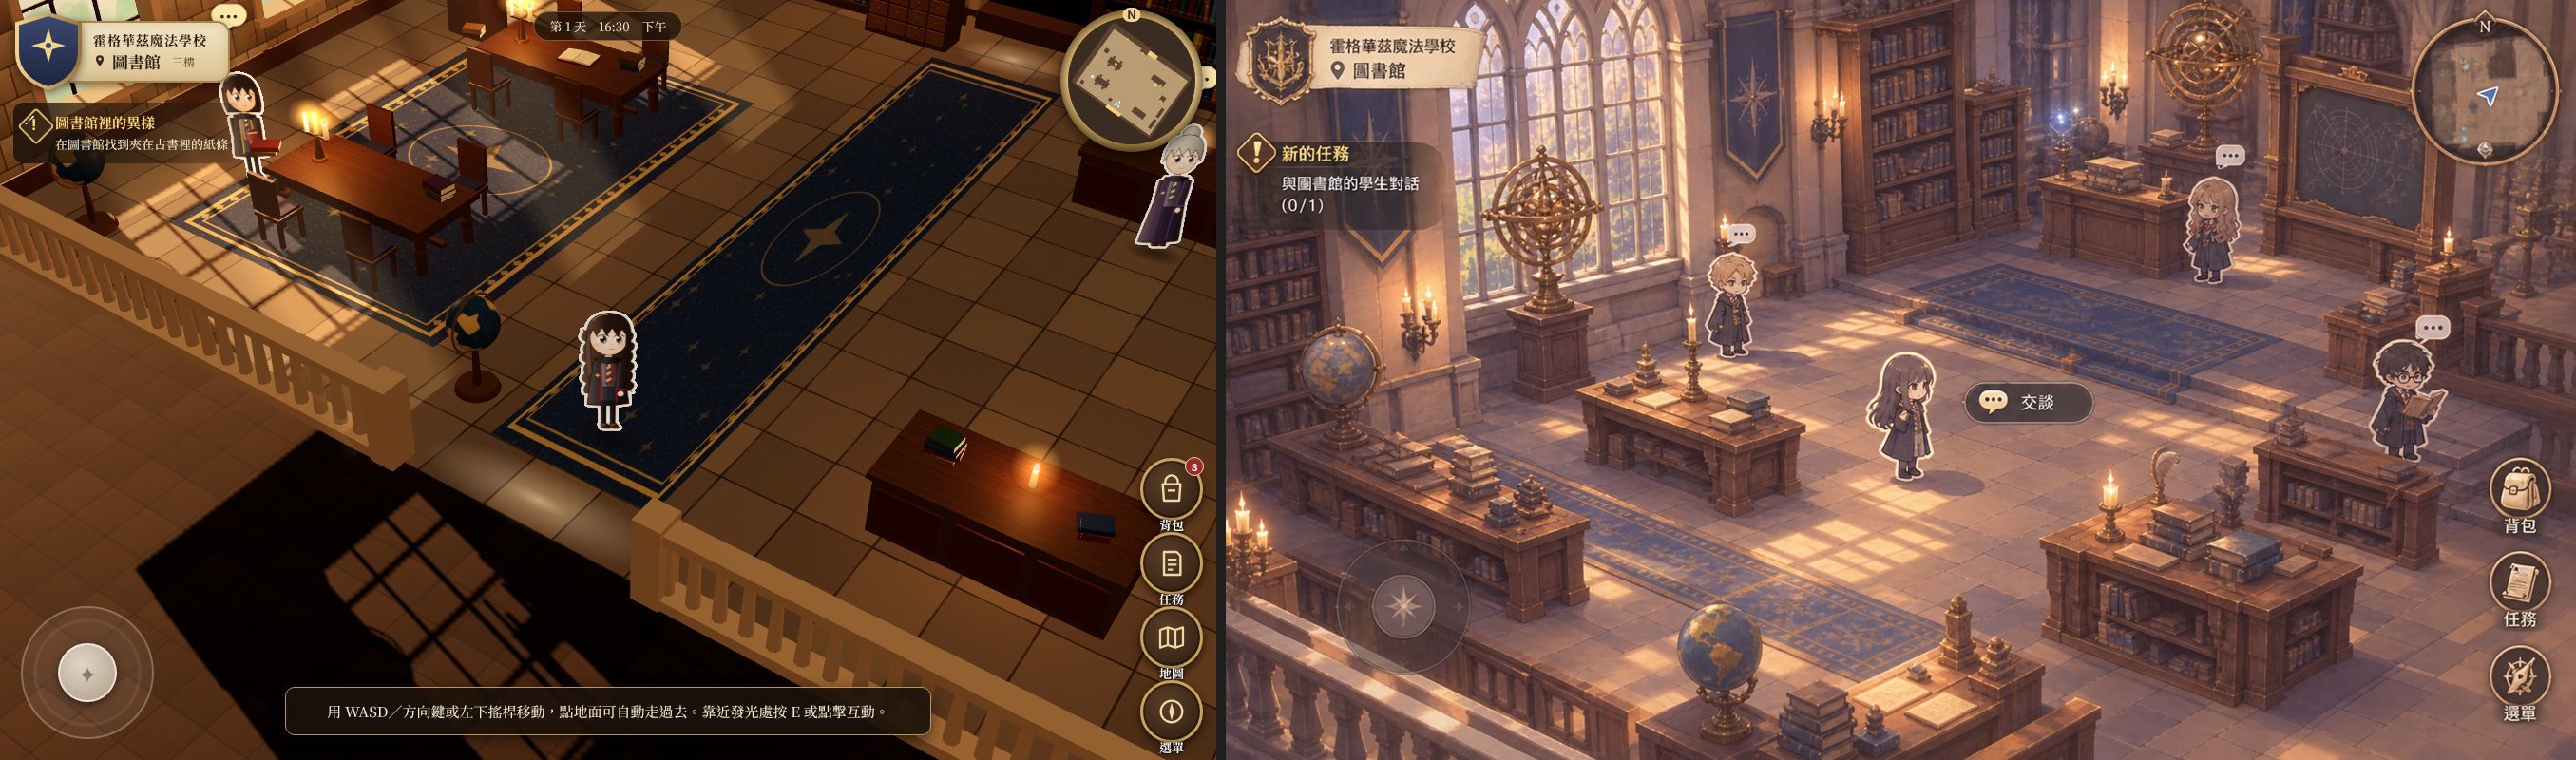 第 1 天 16:30 下午
霍格華茲魔法學校
圖書館 三樓
圖書館裡的異樣
在圖書館找到夾在古書裡的紙條
N
3
背包
任務
地圖
選單
用 WASD／方向鍵或左下搖桿移動，點地面可自動走過去。靠近發光處按 E 或點擊互動。
霍格華茲魔法學校
圖書館
新的任務
與圖書館的學生對話
(0/1)
N
交談
背包
任務
選單